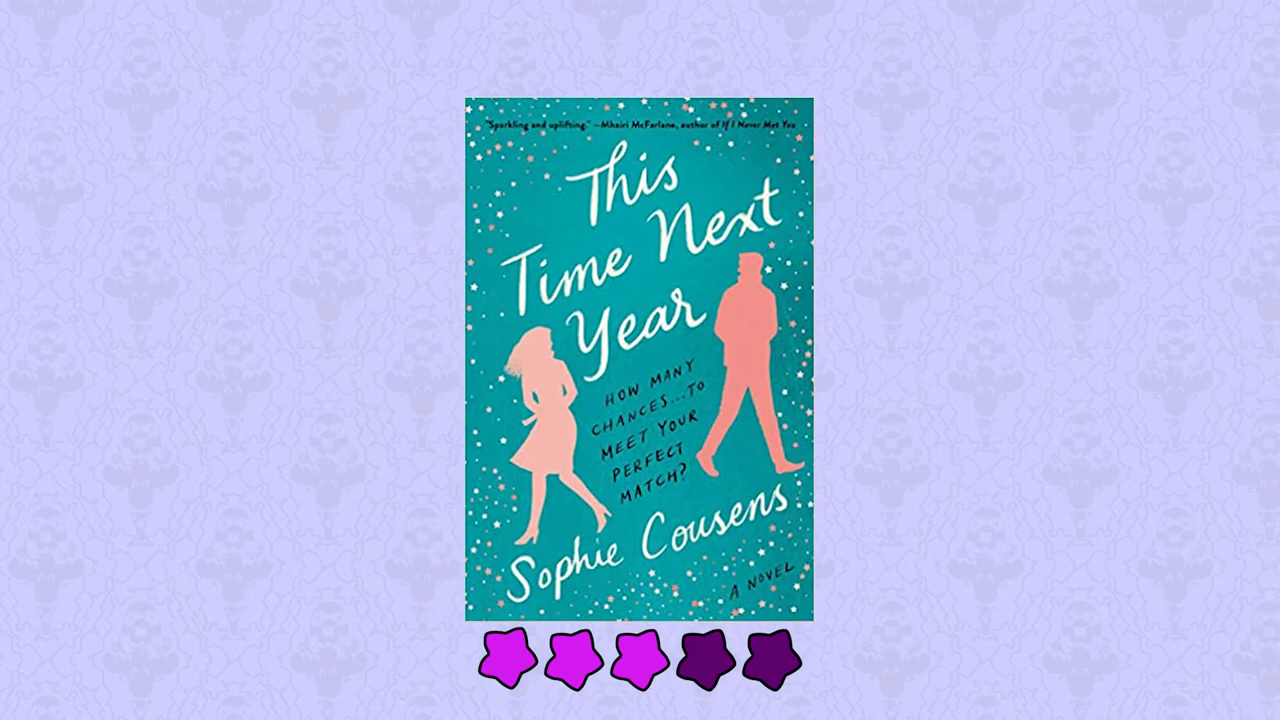 "Sparkling and uplifting." —Mhairi McFarlane, author of If I Never Met You
This
Time Next
Year
HOW MANY
CHANCES...TO
MEET YOUR
PERFECT
MATCH?
Sophie Cousens
A NOVEL